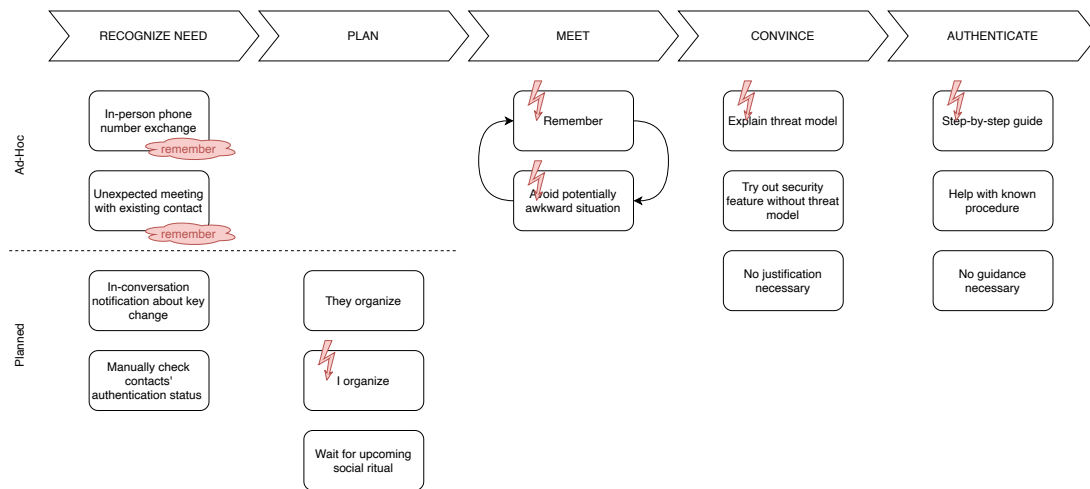 RECOGNIZE NEED
PLAN
MEET
CONVINCE
AUTHENTICATE
Ad-Hoc
In-person phone
number exchange
remember
Unexpected meeting
with existing contact
remember
Remember
Avoid potentially
awkward situation
Explain threat model
Try out security
feature without threat
model
No justification
necessary
Step-by-step guide
Help with known
procedure
No guidance
necessary
Planned
In-conversation
notification about key
change
Manually check
contacts'
authentication status
They organize
I organize
Wait for upcoming
social ritual